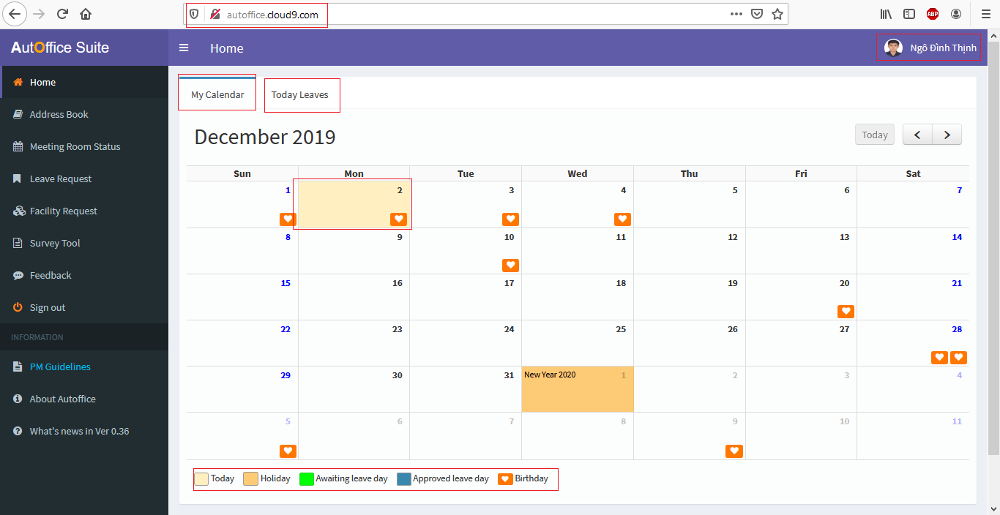 autoffice.cloud9.com
ABP
AutOffice Suite
Home
Ngô Đình Thịnh
Home
Address Book
Meeting Room Status
Leave Request
Facility Request
Survey Tool
Feedback
Sign out
INFORMATION
PM Guidelines
About Autoffice
What's news in Ver 0.36
My Calendar
Today Leaves
December 2019
Today
Sun Mon Tue Wed Thu Fri Sat
1 2 3 4 5 6 7
8 9 10 11 12 13 14
15 16 17 18 19 20 21
22 23 24 25 26 27 28
29 30 31 New Year 2020 1 2 3 4
5 6 7 8 9 10 11
Today Holiday Awaiting leave day Approved leave day Birthday